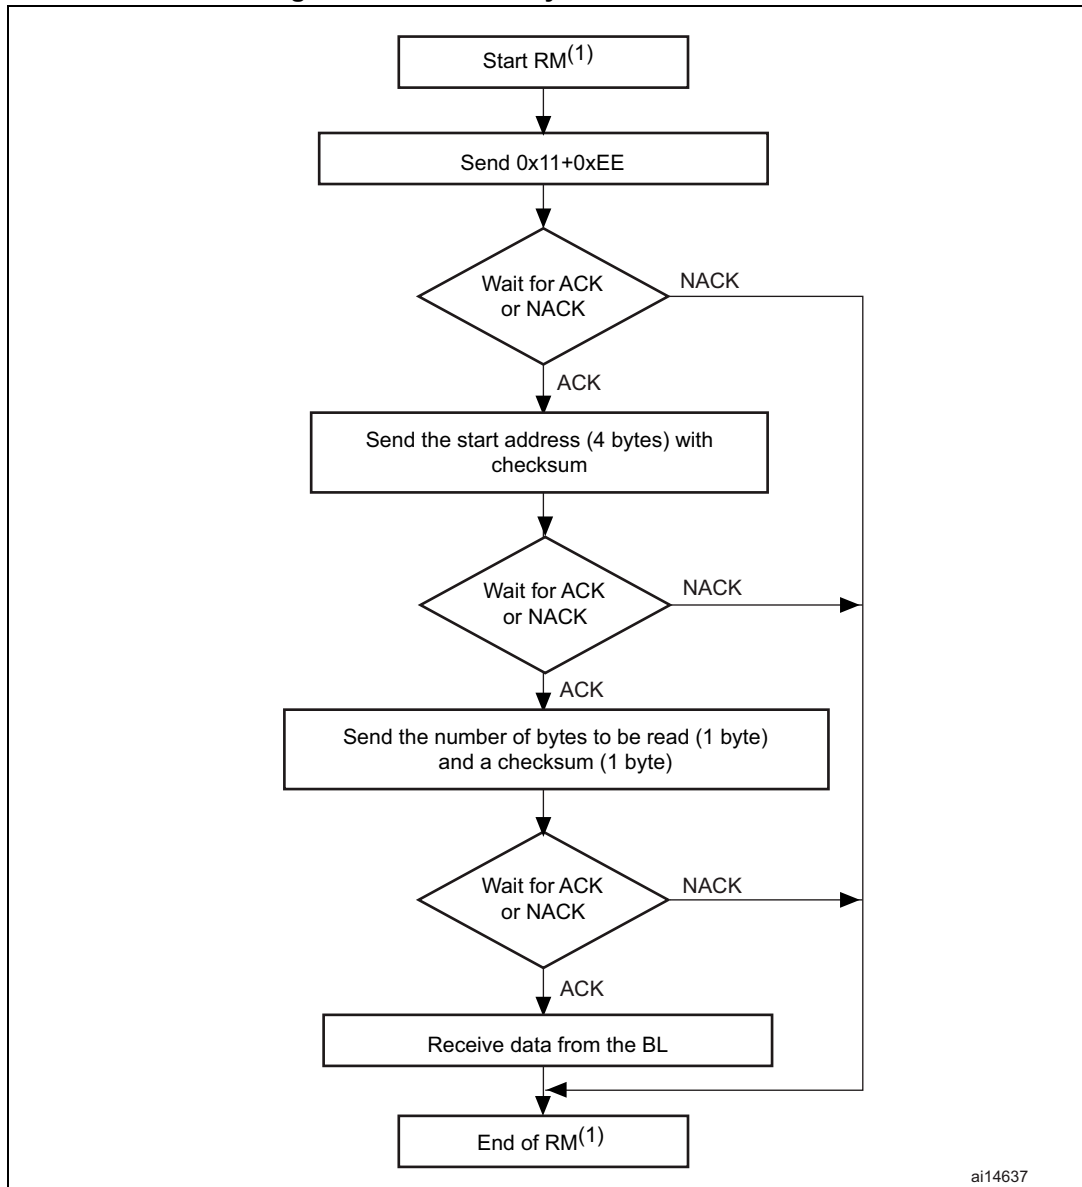 Start RM(1)
Send 0x11+0xEE
Wait for ACK
or NACK
NACK
ACK
Send the start address (4 bytes) with
checksum
Wait for ACK
or NACK
NACK
ACK
Send the number of bytes to be read (1 byte)
and a checksum (1 byte)
Wait for ACK
or NACK
NACK
ACK
Receive data from the BL
End of RM(1)
ai14637